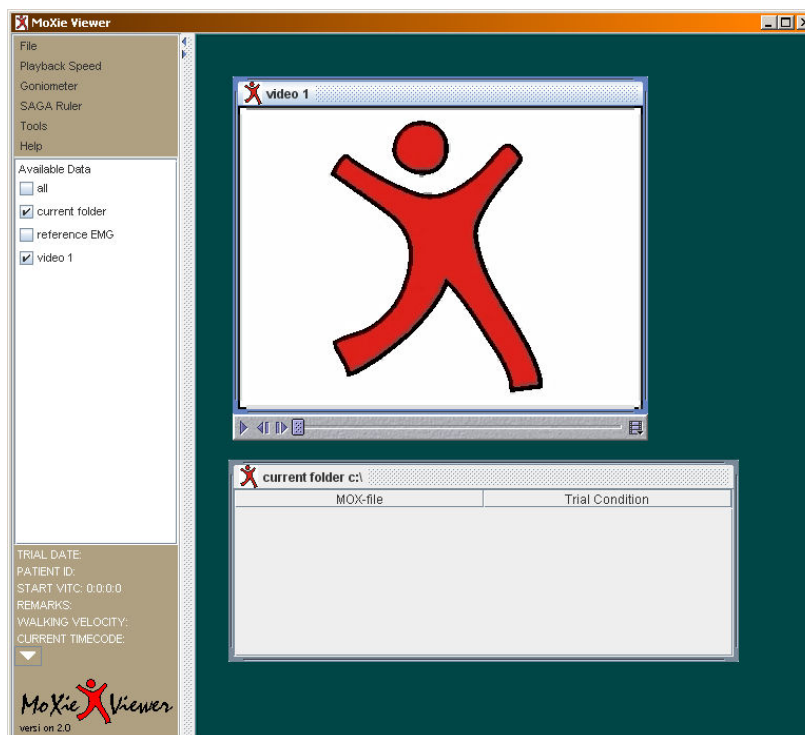 MoXie Viewer
File
Playback Speed
Goniometer
SAGA Ruler
Tools
Help
Available Data
all
current folder
reference EMG
video 1
TRIAL DATE:
PATIENT ID:
START VITC: 0:0:0:0
REMARKS:
WALKING VELOCITY:
CURRENT TIMECODE:
MoXie Viewer
version 2.0
video 1
current folder c:\
MOX-file Trial Condition